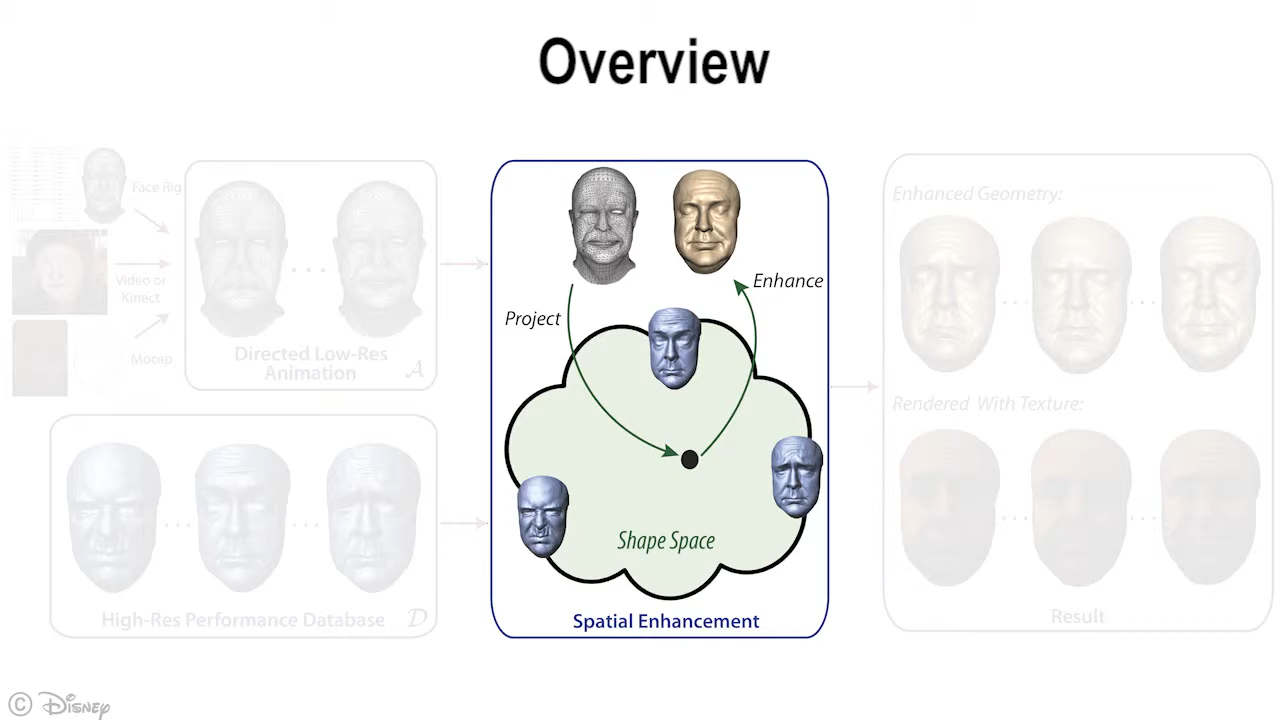 Overview
Face Rig
Video or
Kinect
Mocap
Directed Low-Res
Animation
A
High-Res Performance Database
D
Project
Enhance
Shape Space
Spatial Enhancement
Enhanced Geometry:
Rendered With Texture:
Result
© Disney